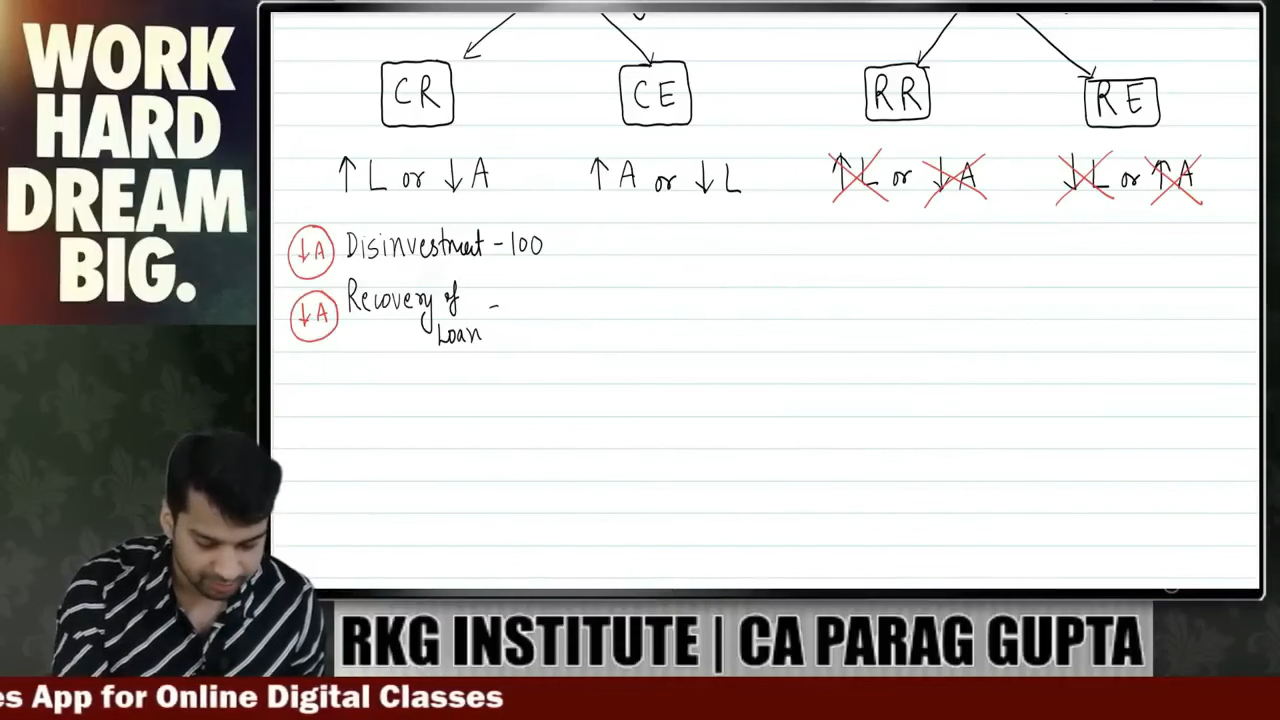 WORK
HARD
DREAM
BIG.
CR
CE
RR
RE
↑ L or ↓ A
↑ A or ↓ L
↑ L or ↓ A
↓ L or ↑ A
↓ A Disinvestment - 100
↓ A Recovery of
Loan -
RKG INSTITUTE | CA PARAG GUPTA
es App for Online Digital Classes